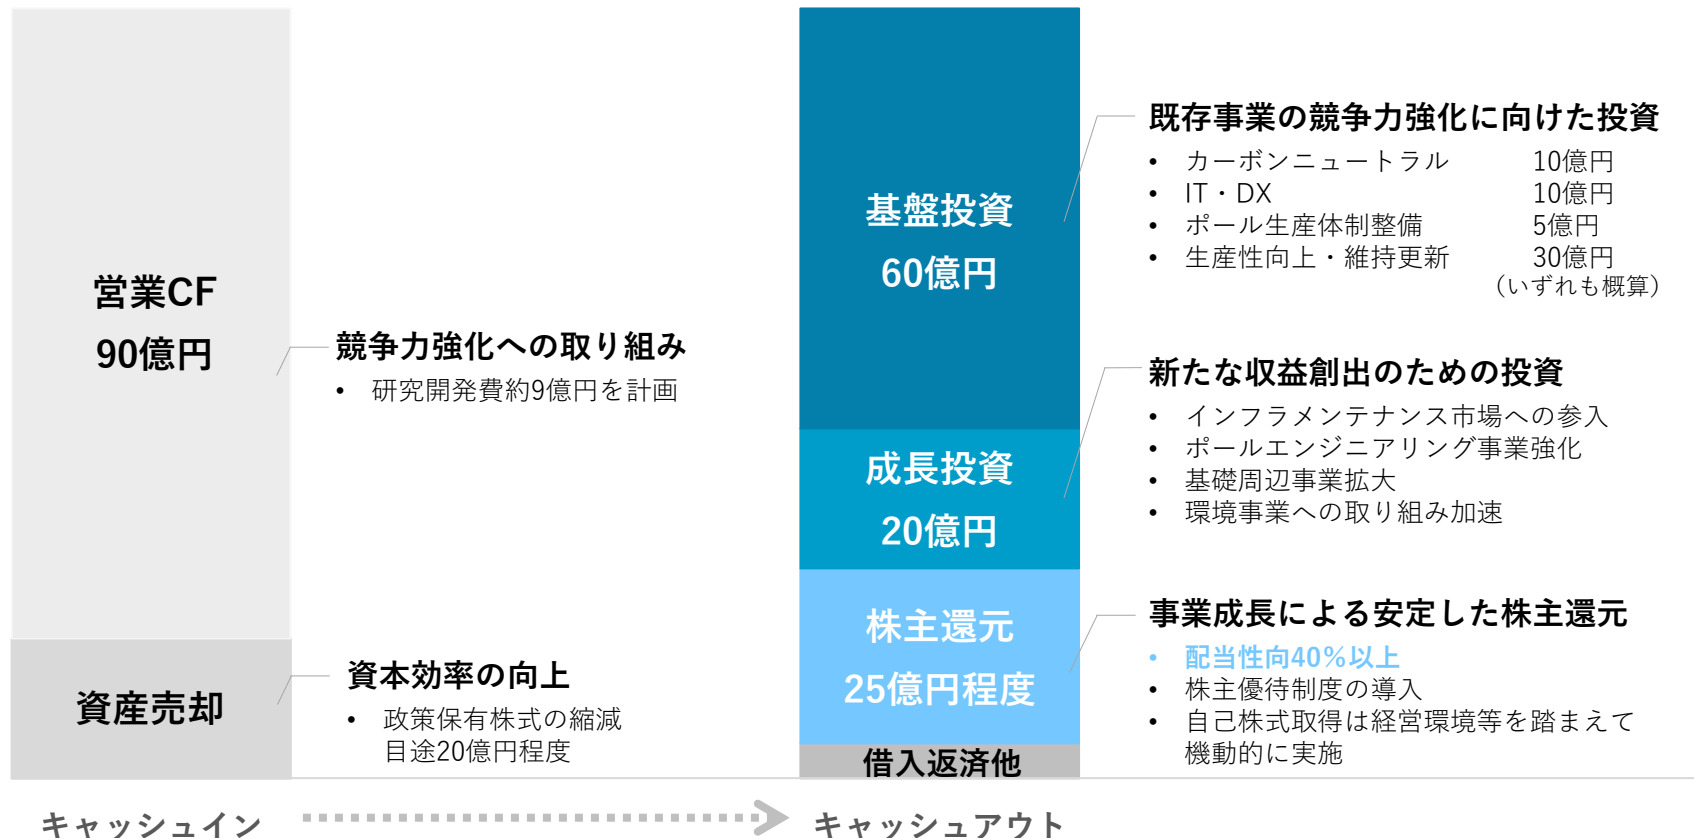 営業CF
90億円
競争力強化への取り組み
• 研究開発費約9億円を計画
資産売却
資本効率の向上
• 政策保有株式の縮減
目途20億円程度
キャッシュイン
基盤投資
60億円
既存事業の競争力強化に向けた投資
• カーボンニュートラル 10億円
• IT・DX 10億円
• ポール生産体制整備 5億円
• 生産性向上・維持更新 30億円
（いずれも概算）
成長投資
20億円
新たな収益創出のための投資
• インフラメンテナンス市場への参入
• ポールエンジニアリング事業強化
• 基礎周辺事業拡大
• 環境事業への取り組み加速
株主還元
25億円程度
事業成長による安定した株主還元
• 配当性向40%以上
• 株主優待制度の導入
• 自己株式取得は経営環境等を踏まえて
機動的に実施
借入返済他
キャッシュアウト